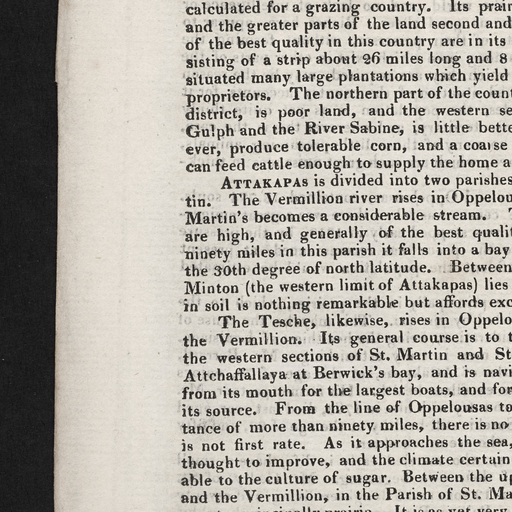 calculated for a grazing country. Its prair
and the greater parts of the land second and
of the best quality in this country are in its
sisting of a strip about 26 miles long and 8
situated many large plantations which yield
proprietors. The northern part of the count
district, is poor land, and the western se
Gulph and the River Sabine, is little bette
ever, produce tolerable corn, and a coarse
can feed cattle enough to supply the home a
ATTAKAPAS is divided into two parishes
tin. The Vermillion river rises in Oppelou
Martin's becomes a considerable stream. T
are high, and generally of the best qualit
ninety miles in this parish it falls into a bay
the 30th degree of north latitude. Between
Minton (the western limit of Attakapas) lies
in soil is nothing remarkable but affords exc
The Tesche, likewise, rises in Oppelo
the Vermillion. Its general course is to t
the western sections of St. Martin and St
Attchaffallaya at Berwick's bay, and is navi
from its mouth for the largest boats, and for
its source. From the line of Oppelousas to
tance of more than ninety miles, there is no
is not first rate. As it approaches the sea,
thought to improve, and the climate certain
able to the culture of sugar. Between the up
and the Vermillion, in the Parish of St. Ma
prairie. It is as yet very